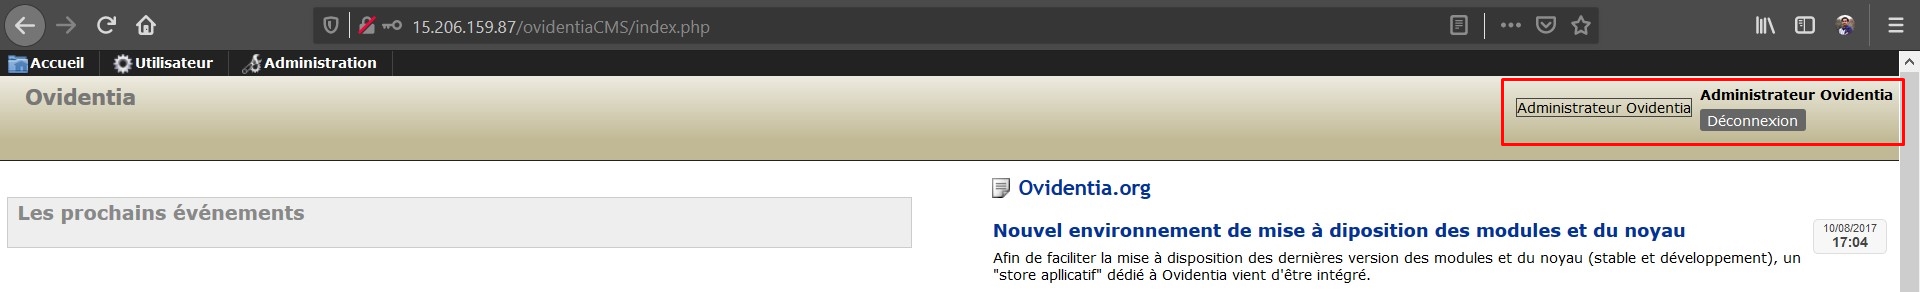 15.206.159.87/ovidentiaCMS/index.php
Accueil Utilisateur Administration
Ovidentia
Administrateur Ovidentia
Administrateur Ovidentia
Déconnexion
Les prochains événements
Ovidentia.org
Nouvel environnement de mise à diposition des modules et du noyau
10/08/2017
17:04
Afin de faciliter la mise à disposition des dernières version des modules et du noyau (stable et développement), un
"store apllicatif" dédié à Ovidentia vient d'être intégré.